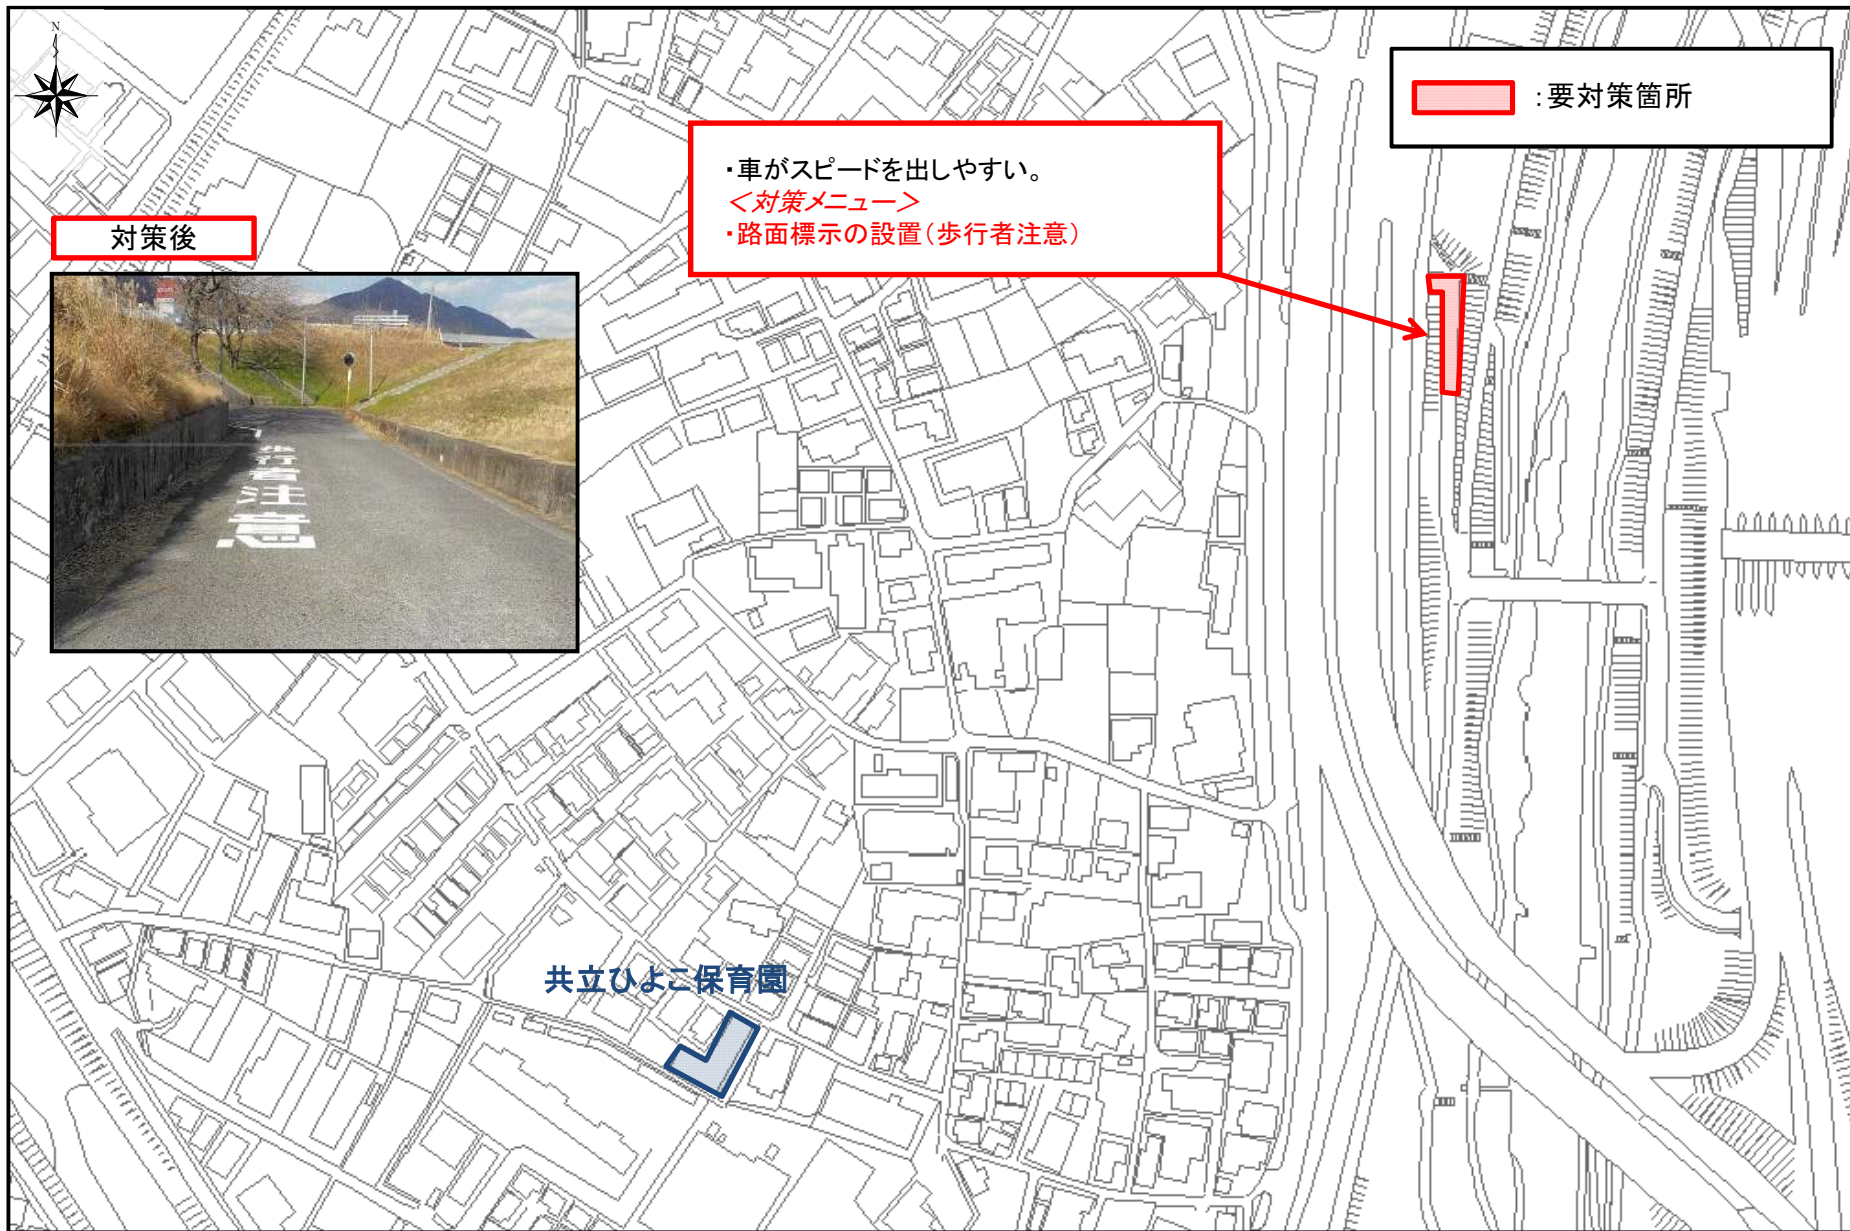 N
:要対策箇所
・車がスピードを出しやすい。
<対策メニュー>
・路面標示の設置(歩行者注意)
対策後
者注意
共立ひよこ保育園